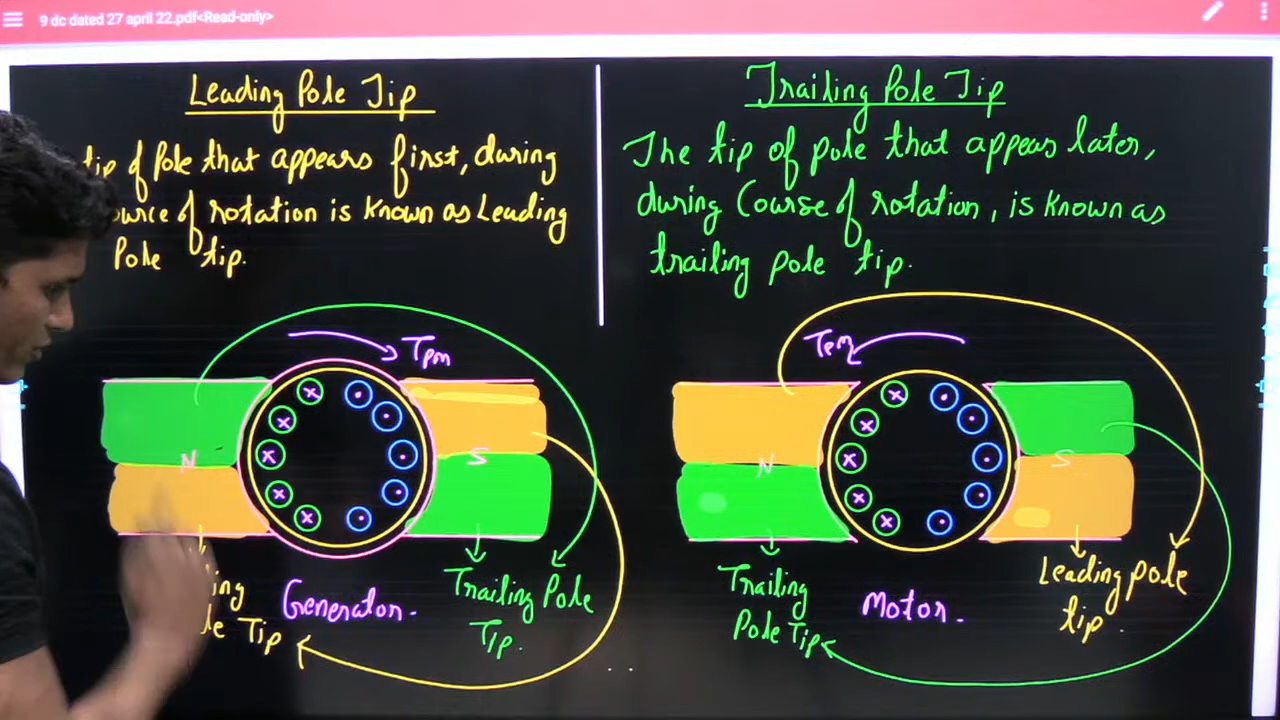 9 dc dated 27 april 22.pdf<Read-only>
Leading Pole Tip
tip of Pole that appears first, during
of rotation is known as Leading
Pole tip.
Trailing Pole Tip
The tip of pole that appears later,
during Course of rotation, is known as
trailing pole tip.
Tpm
N
S
Trailing Pole
Tip.
Tip
Generator.
Tem
N
S
Trailing
Pole Tip
Motor.
Leading pole
tip.